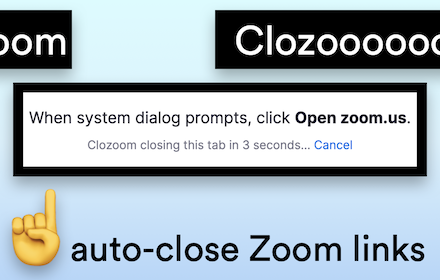 oom Clozoooooo
When system dialog prompts, click Open zoom.us.
Clozoom closing this tab in 3 seconds... Cancel
auto-close Zoom links